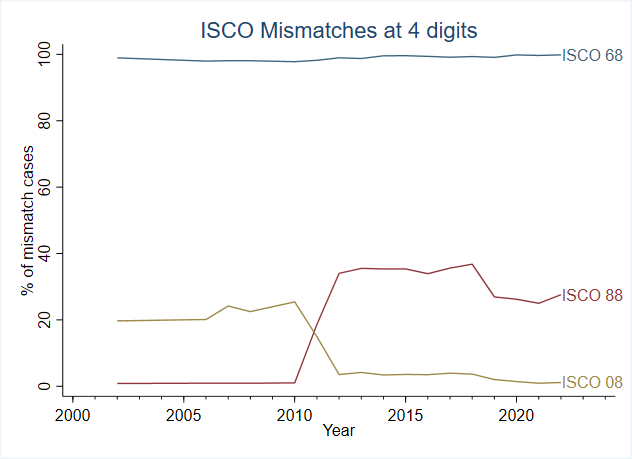 ISCO Mismatches at 4 digits
% of mismatch cases
100
80
60
40
20
0
ISCO 68
ISCO 88
ISCO 08
2000 2005 2010 2015 2020
Year